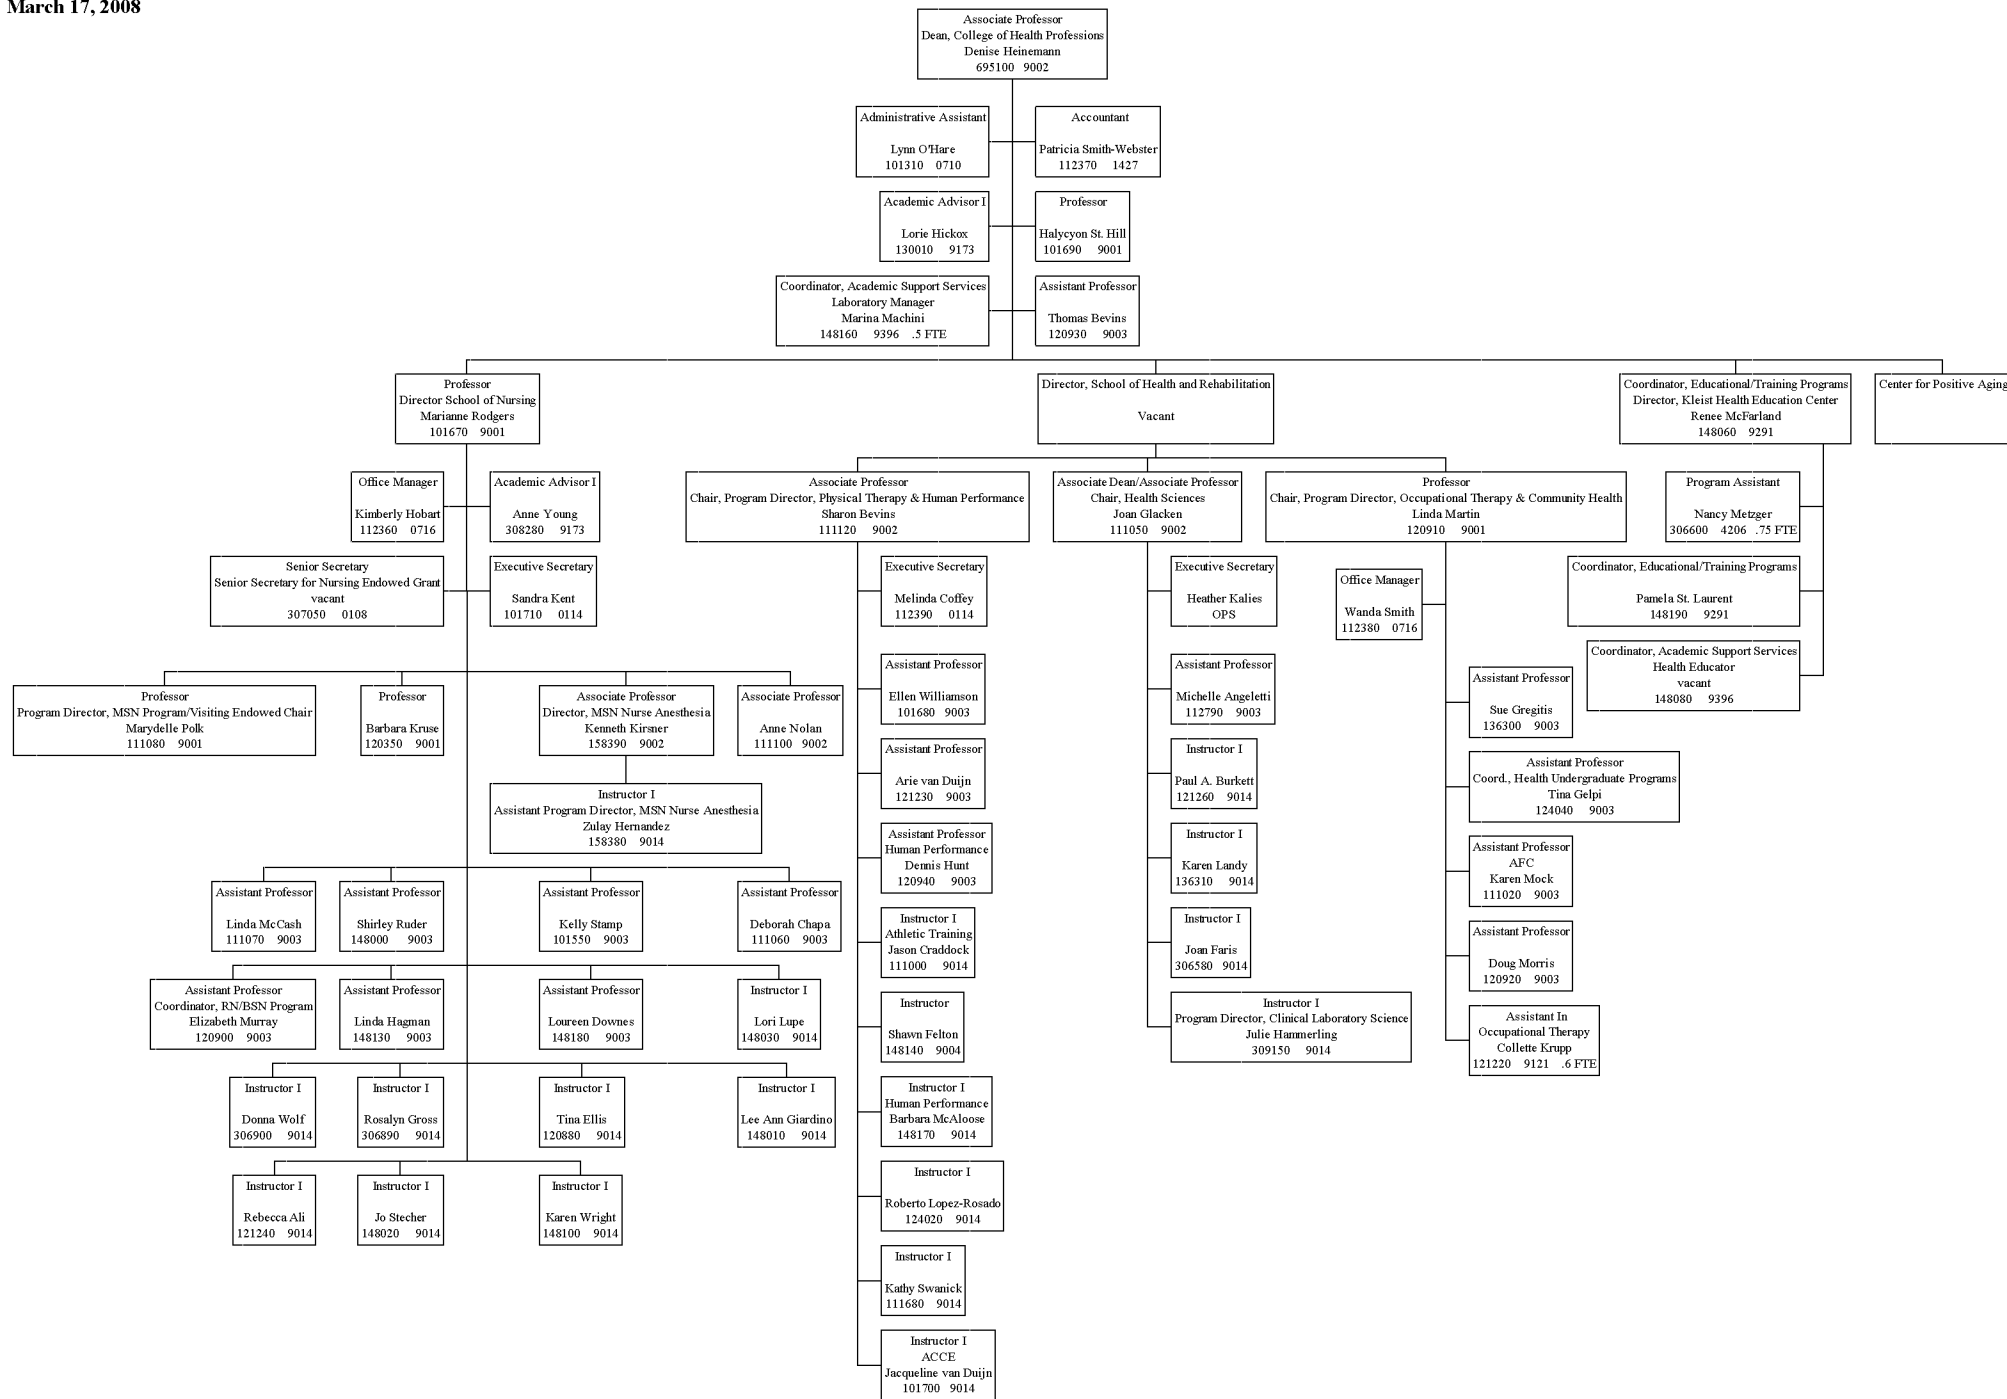 March 17, 2008
Associate Professor
Dean, College of Health Professions
Denise Heinemann
695100 9002
Administrative Assistant
Lynn O'Hare
101310 0710
Accountant
Patricia Smith-Webster
112370 1427
Academic Advisor I
Lorie Hickox
130010 9173
Professor
Halycyon St. Hill
101690 9001
Coordinator, Academic Support Services
Laboratory Manager
Marina Machini
148160 9396 .5 FTE
Assistant Professor
Thomas Bevins
120930 9003
Professor
Director School of Nursing
Marianne Rodgers
101670 9001
Director, School of Health and Rehabilitation
Vacant
Coordinator, Educational/Training Programs
Director, Kleist Health Education Center
Renee McFarland
148060 9291
Center for Positive Aging
Office Manager
Kimberly Hobart
112360 0716
Academic Advisor I
Anne Young
308280 9173
Senior Secretary
Senior Secretary for Nursing Endowed Grant
vacant
307050 0108
Executive Secretary
Sandra Kent
101710 0114
Professor
Program Director, MSN Program/Visiting Endowed Chair
Marydelle Polk
111080 9001
Professor
Barbara Kruse
120350 9001
Associate Professor
Director, MSN Nurse Anesthesia
Kenneth Kirsner
158390 9002
Associate Professor
Anne Nolan
111100 9002
Instructor I
Assistant Program Director, MSN Nurse Anesthesia
Zulay Hernandez
158380 9014
Assistant Professor
Linda McCash
111070 9003
Assistant Professor
Shirley Ruder
148000 9003
Assistant Professor
Kelly Stamp
101550 9003
Assistant Professor
Deborah Chapa
111060 9003
Assistant Professor
Coordinator, RN/BSN Program
Elizabeth Murray
120900 9003
Assistant Professor
Linda Hagman
148130 9003
Assistant Professor
Loureen Downes
148180 9003
Instructor I
Lori Lupe
148030 9014
Instructor I
Donna Wolf
306900 9014
Instructor I
Rosalyn Gross
306890 9014
Instructor I
Tina Ellis
120880 9014
Instructor I
Lee Ann Giardino
148010 9014
Instructor I
Rebecca Ali
121240 9014
Instructor I
Jo Stecher
148020 9014
Instructor I
Karen Wright
148100 9014
Associate Professor
Chair, Program Director, Physical Therapy & Human Performance
Sharon Bevins
111120 9002
Executive Secretary
Melinda Coffey
112390 0114
Assistant Professor
Ellen Williamson
101680 9003
Assistant Professor
Arie van Duijn
121230 9003
Assistant Professor
Human Performance
Dennis Hunt
120940 9003
Instructor I
Athletic Training
Jason Craddock
111000 9014
Instructor
Shawn Felton
148140 9004
Instructor I
Human Performance
Barbara McAloose
148170 9014
Instructor I
Roberto Lopez-Rosado
124020 9014
Instructor I
Kathy Swanick
111680 9014
Instructor I
ACCE
Jacqueline van Duijn
101700 9014
Associate Dean/Associate Professor
Chair, Health Sciences
Joan Glacken
111050 9002
Executive Secretary
Heather Kalies
OPS
Assistant Professor
Michelle Angeletti
112790 9003
Instructor I
Paul A. Burkett
121260 9014
Instructor I
Karen Landy
136310 9014
Instructor I
Joan Faris
306580 9014
Instructor I
Program Director, Clinical Laboratory Science
Julie Hammerling
309150 9014
Professor
Chair, Program Director, Occupational Therapy & Community Health
Linda Martin
120910 9001
Office Manager
Wanda Smith
112380 0716
Assistant Professor
Sue Gregitis
136300 9003
Assistant Professor
Coord., Health Undergraduate Programs
Tina Gelpi
124040 9003
Assistant Professor
AFC
Karen Mock
111020 9003
Assistant Professor
Doug Morris
120920 9003
Assistant In
Occupational Therapy
Collette Krupp
121220 9121 .6 FTE
Program Assistant
Nancy Metzger
306600 4206 .75 FTE
Coordinator, Educational/Training Programs
Pamela St. Laurent
148190 9291
Coordinator, Academic Support Services
Health Educator
vacant
148080 9396